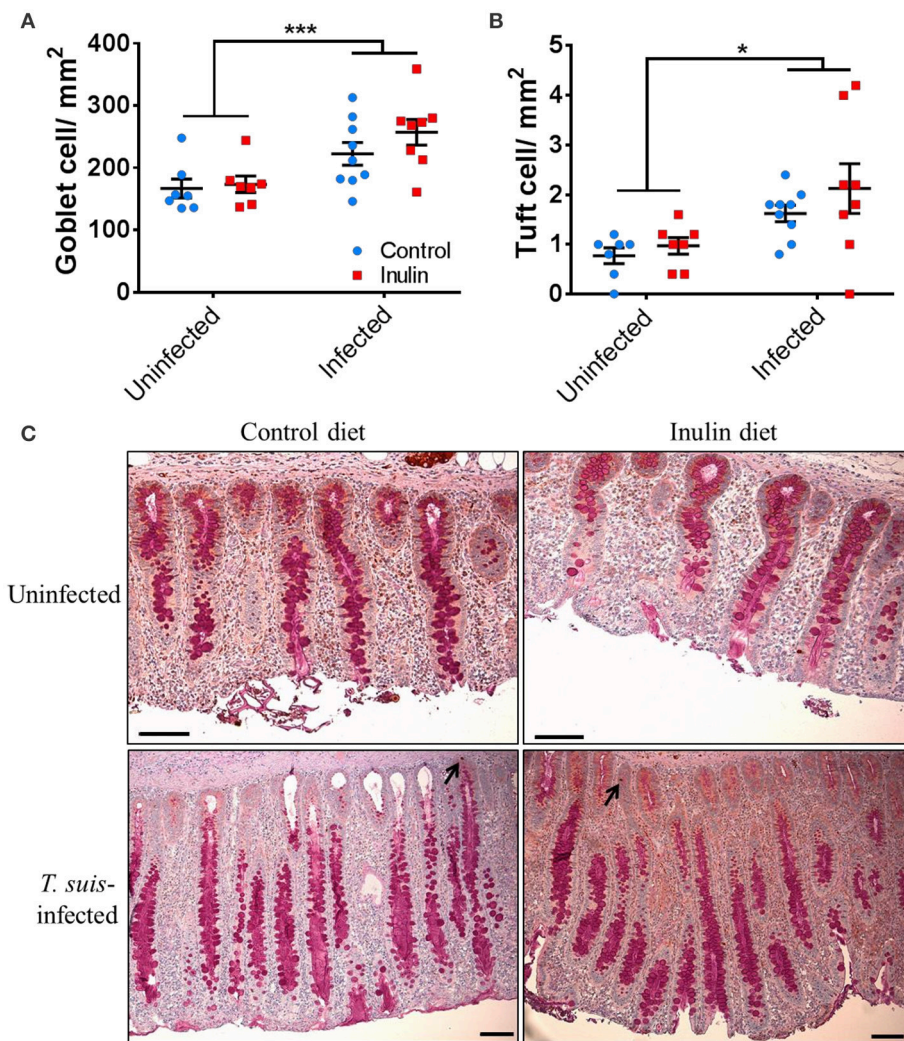 A
Goblet cell/ mm²
400
300
200
100
0
***
Control
Inulin
Uninfected
Infected
B
Tuft cell/ mm²
5
4
3
2
1
0
*
Uninfected
Infected
C
Control diet
Inulin diet
Uninfected
T. suis-
infected